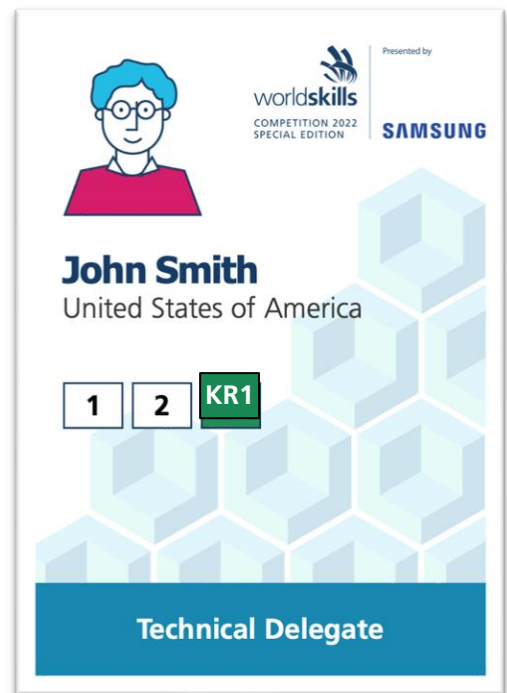 Presented by
worldskills
COMPETITION 2022
SPECIAL EDITION
SAMSUNG
John Smith
United States of America
1 2 KR1
Technical Delegate